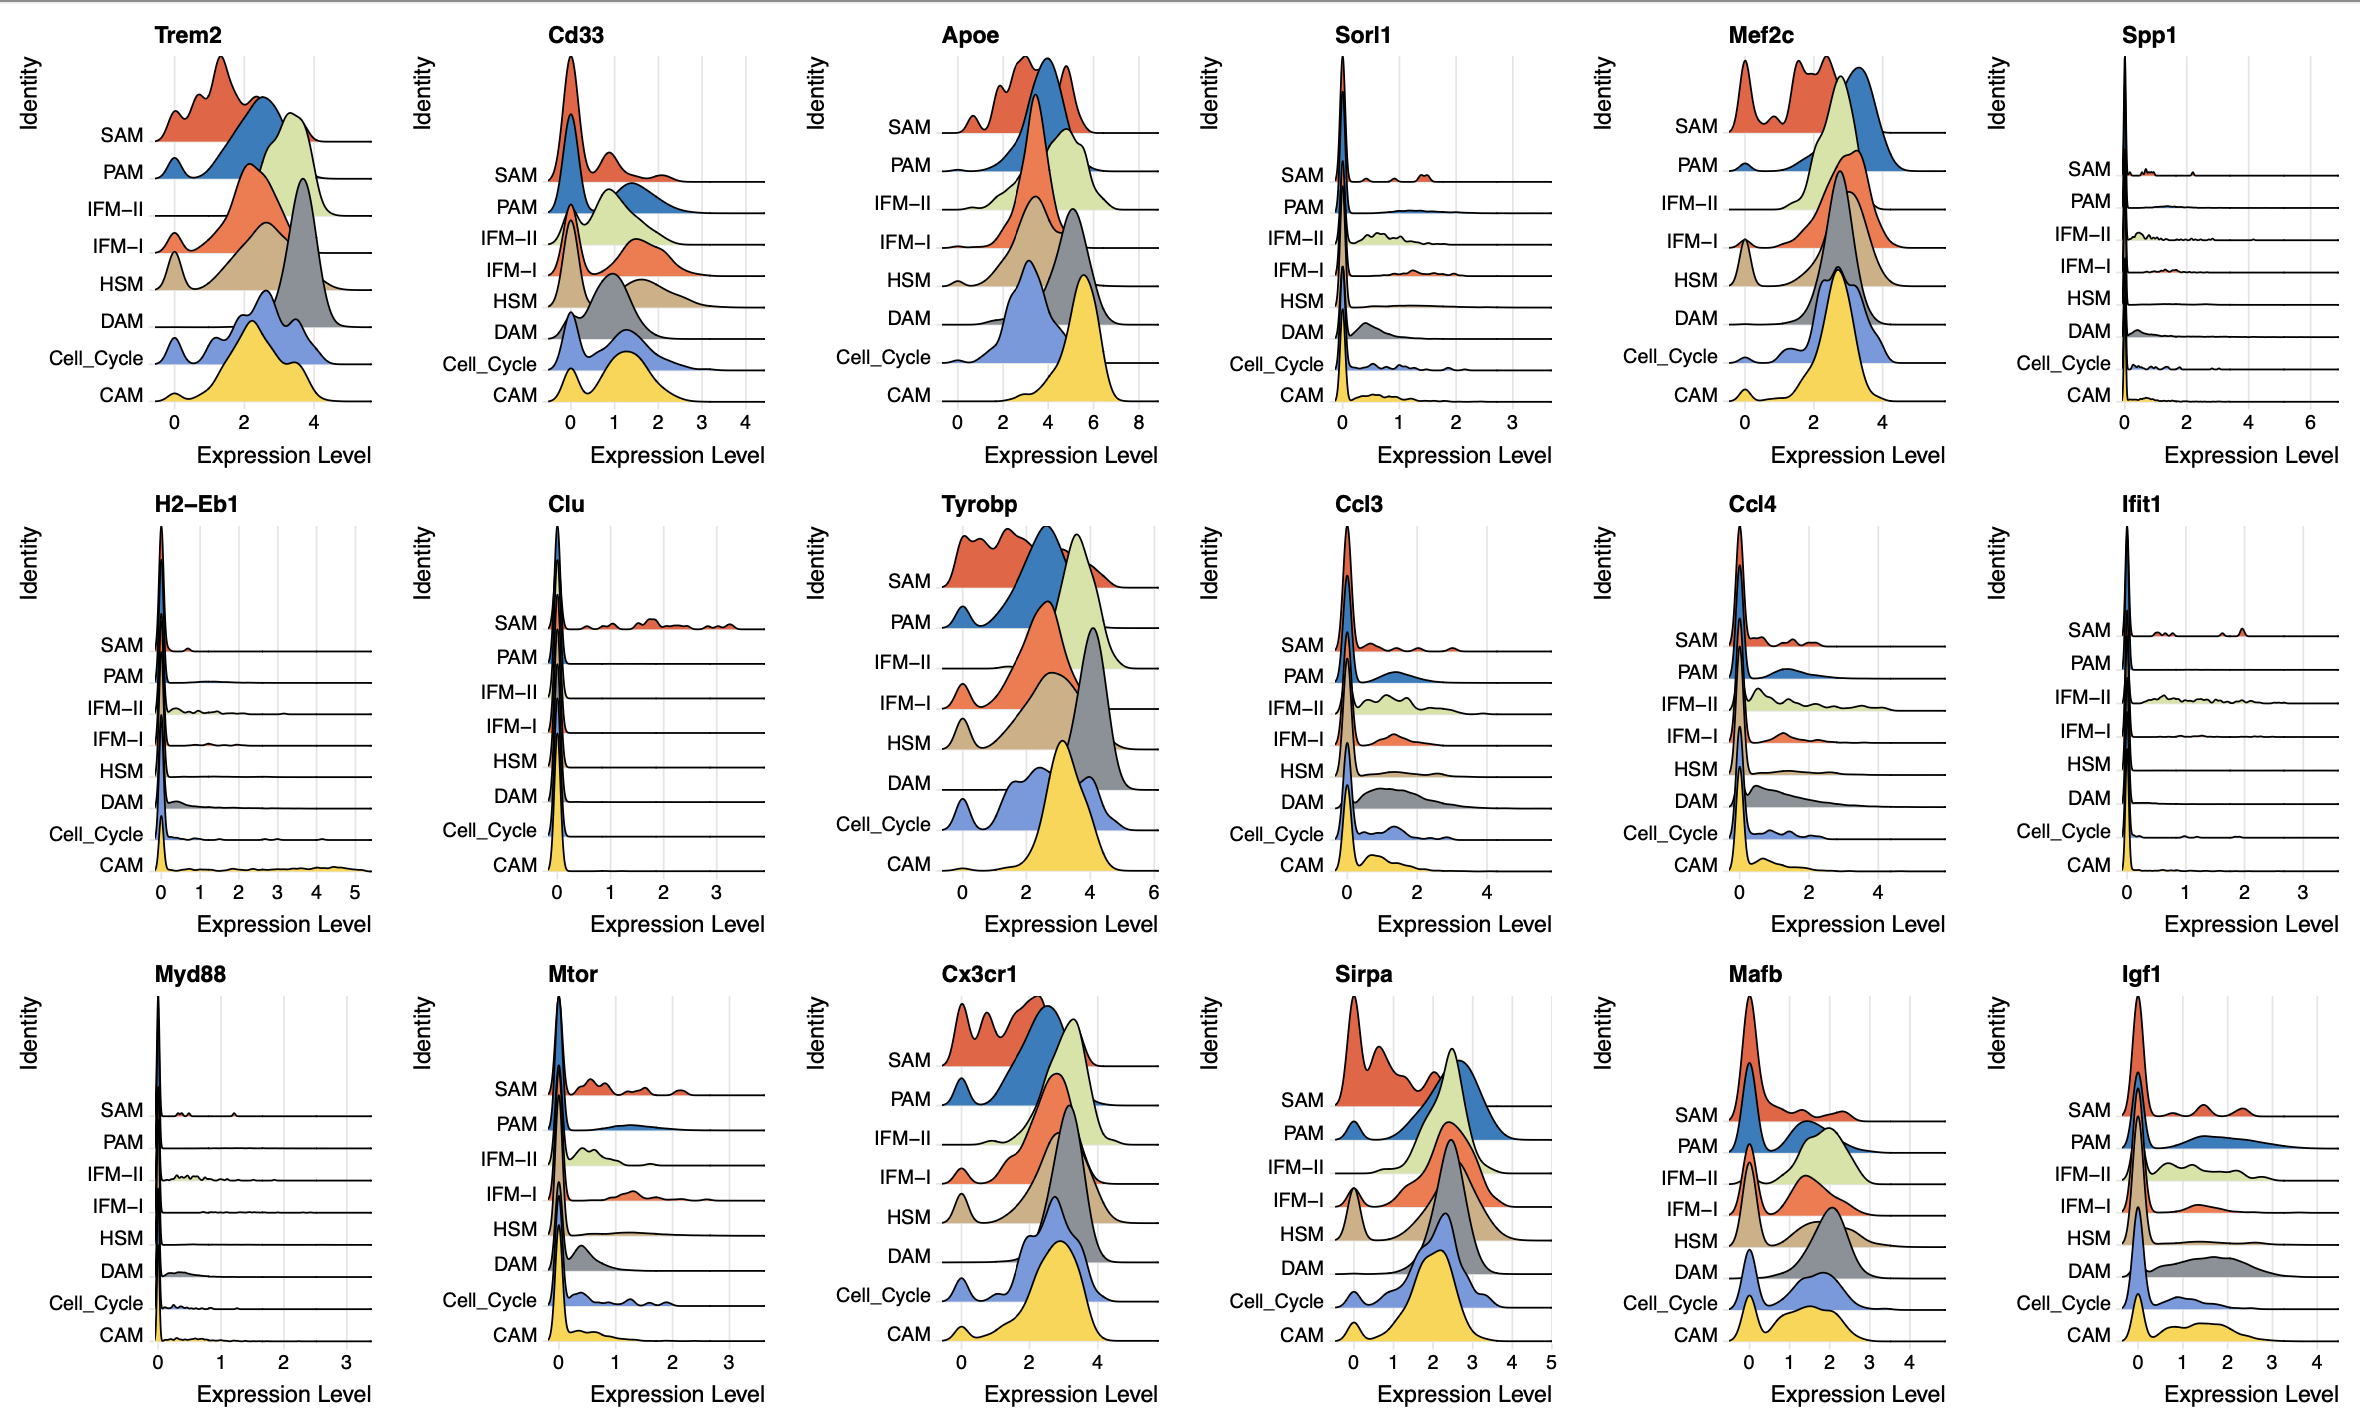 Trem2
Identity
SAM
PAM
IFM-II
IFM-I
HSM
DAM
Cell_Cycle
CAM
0 2 4
Expression Level
Cd33
Identity
SAM
PAM
IFM-II
IFM-I
HSM
DAM
Cell_Cycle
CAM
0 1 2 3 4
Expression Level
Apoe
Identity
SAM
PAM
IFM-II
IFM-I
HSM
DAM
Cell_Cycle
CAM
0 2 4 6 8
Expression Level
Sorl1
Identity
SAM
PAM
IFM-II
IFM-I
HSM
DAM
Cell_Cycle
CAM
0 1 2 3
Expression Level
Mef2c
Identity
SAM
PAM
IFM-II
IFM-I
HSM
DAM
Cell_Cycle
CAM
0 2 4
Expression Level
Spp1
Identity
SAM
PAM
IFM-II
IFM-I
HSM
DAM
Cell_Cycle
CAM
0 2 4 6
Expression Level
H2-Eb1
Identity
SAM
PAM
IFM-II
IFM-I
HSM
DAM
Cell_Cycle
CAM
0 1 2 3 4 5
Expression Level
Clu
Identity
SAM
PAM
IFM-II
IFM-I
HSM
DAM
Cell_Cycle
CAM
0 1 2 3
Expression Level
Tyrobp
Identity
SAM
PAM
IFM-II
IFM-I
HSM
DAM
Cell_Cycle
CAM
0 2 4 6
Expression Level
Ccl3
Identity
SAM
PAM
IFM-II
IFM-I
HSM
DAM
Cell_Cycle
CAM
0 2 4
Expression Level
Ccl4
Identity
SAM
PAM
IFM-II
IFM-I
HSM
DAM
Cell_Cycle
CAM
0 2 4
Expression Level
Ifit1
Identity
SAM
PAM
IFM-II
IFM-I
HSM
DAM
Cell_Cycle
CAM
0 1 2 3
Expression Level
Myd88
Identity
SAM
PAM
IFM-II
IFM-I
HSM
DAM
Cell_Cycle
CAM
0 1 2 3
Expression Level
Mtor
Identity
SAM
PAM
IFM-II
IFM-I
HSM
DAM
Cell_Cycle
CAM
0 1 2 3
Expression Level
Cx3cr1
Identity
SAM
PAM
IFM-II
IFM-I
HSM
DAM
Cell_Cycle
CAM
0 2 4
Expression Level
Sirpa
Identity
SAM
PAM
IFM-II
IFM-I
HSM
DAM
Cell_Cycle
CAM
0 1 2 3 4 5
Expression Level
Mafb
Identity
SAM
PAM
IFM-II
IFM-I
HSM
DAM
Cell_Cycle
CAM
0 1 2 3 4
Expression Level
Igf1
Identity
SAM
PAM
IFM-II
IFM-I
HSM
DAM
Cell_Cycle
CAM
0 1 2 3 4
Expression Level